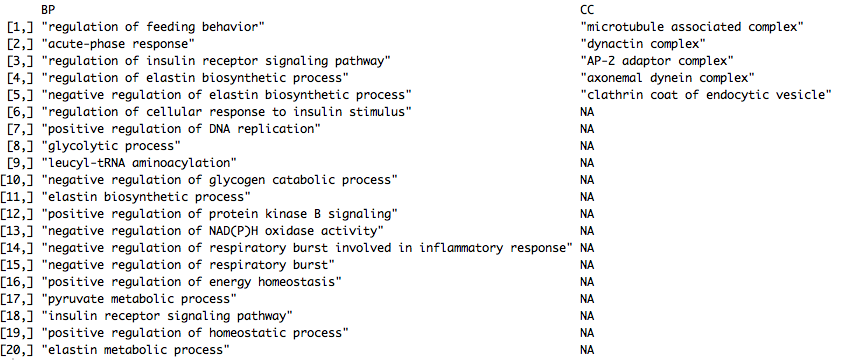 BP CC
[1,] "regulation of feeding behavior" "microtubule associated complex"
[2,] "acute-phase response" "dynactin complex"
[3,] "regulation of insulin receptor signaling pathway" "AP-2 adaptor complex"
[4,] "regulation of elastin biosynthetic process" "axonemal dynein complex"
[5,] "negative regulation of elastin biosynthetic process" "clathrin coat of endocytic vesicle"
[6,] "regulation of cellular response to insulin stimulus" NA
[7,] "positive regulation of DNA replication" NA
[8,] "glycolytic process" NA
[9,] "leucyl-tRNA aminoacylation" NA
[10,] "negative regulation of glycogen catabolic process" NA
[11,] "elastin biosynthetic process" NA
[12,] "positive regulation of protein kinase B signaling" NA
[13,] "negative regulation of NAD(P)H oxidase activity" NA
[14,] "negative regulation of respiratory burst involved in inflammatory response" NA
[15,] "negative regulation of respiratory burst" NA
[16,] "positive regulation of energy homeostasis" NA
[17,] "pyruvate metabolic process" NA
[18,] "insulin receptor signaling pathway" NA
[19,] "positive regulation of homeostatic process" NA
[20,] "elastin metabolic process" NA